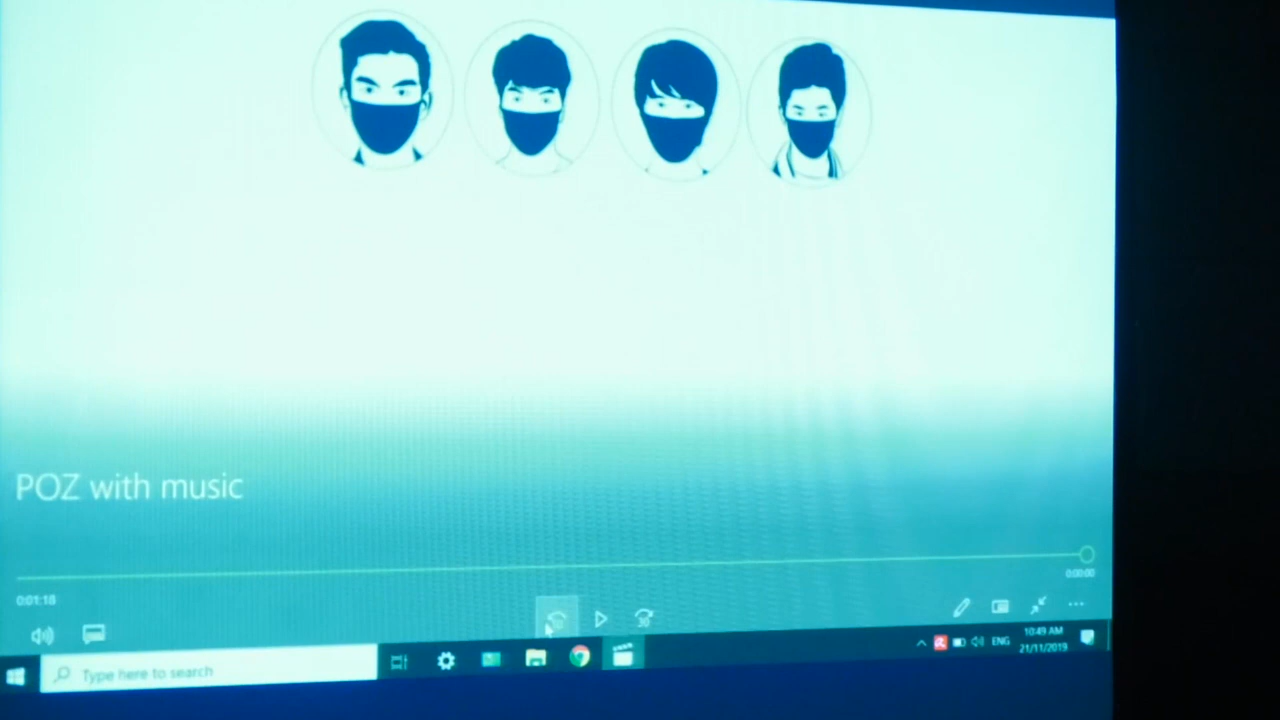 POZ with music
0:00:00
0:01:18
30
Type here to search
ENG
10:49 AM
21/11/2019